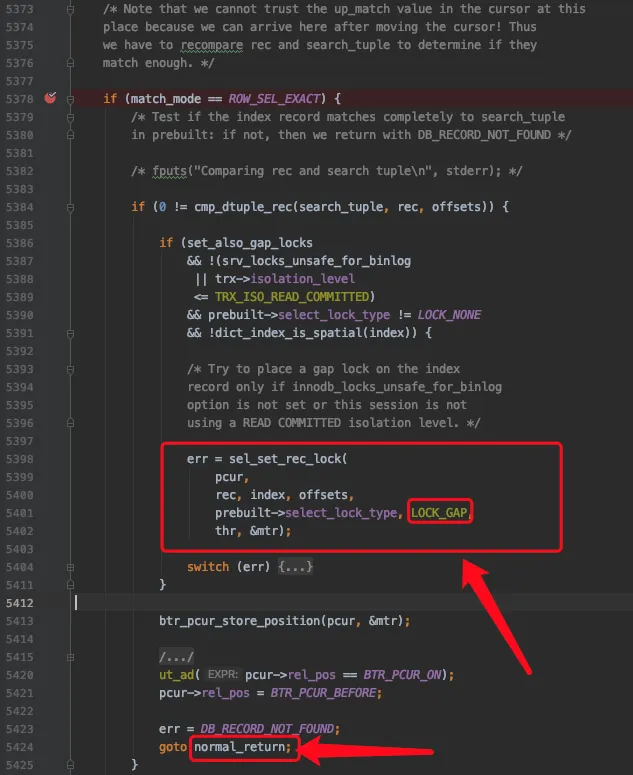 5373 /* Note that we cannot trust the up_match value in the cursor at this
5374 place because we can arrive here after moving the cursor! Thus
5375 we have to recompare rec and search_tuple to determine if they
5376 match enough. */
5377
5378 if (match_mode == ROW_SEL_EXACT) {
5379 /* Test if the index record matches completely to search_tuple
5380 in prebuilt: if not, then we return with DB_RECORD_NOT_FOUND */
5381
5382 /* fputs("Comparing rec and search tuple\n", stderr); */
5383
5384 if (0 != cmp_dtuple_rec(search_tuple, rec, offsets)) {
5385
5386 if (set_also_gap_locks
5387 && !(srv_locks_unsafe_for_binlog
5388 || trx->isolation_level
5389 <= TRX_ISO_READ_COMMITTED)
5390 && prebuilt->select_lock_type != LOCK_NONE
5391 && !dict_index_is_spatial(index)) {
5392
5393 /* Try to place a gap lock on the index
5394 record only if innodb_locks_unsafe_for_binlog
5395 option is not set or this session is not
5396 using a READ COMMITTED isolation level. */
5397
5398 err = sel_set_rec_lock(
5399 pcur,
5400 rec, index, offsets,
5401 prebuilt->select_lock_type, LOCK_GAP,
5402 thr, &mtr);
5403
5404 switch (err) {...}
5411 }
5412
5413 btr_pcur_store_position(pcur, &mtr);
5414
5415 /.../
5420 ut_ad( EXPR: pcur->rel_pos == BTR_PCUR_ON);
5421 pcur->rel_pos = BTR_PCUR_BEFORE;
5422
5423 err = DB_RECORD_NOT_FOUND;
5424 goto normal_return;
5425 }